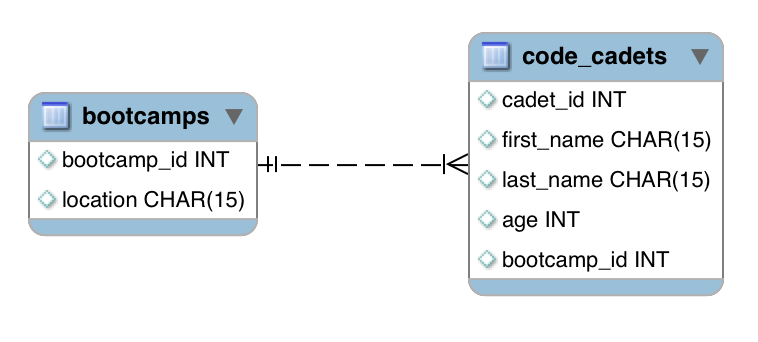 bootcamps
bootcamp_id INT
location CHAR(15)
code_cadets
cadet_id INT
first_name CHAR(15)
last_name CHAR(15)
age INT
bootcamp_id INT